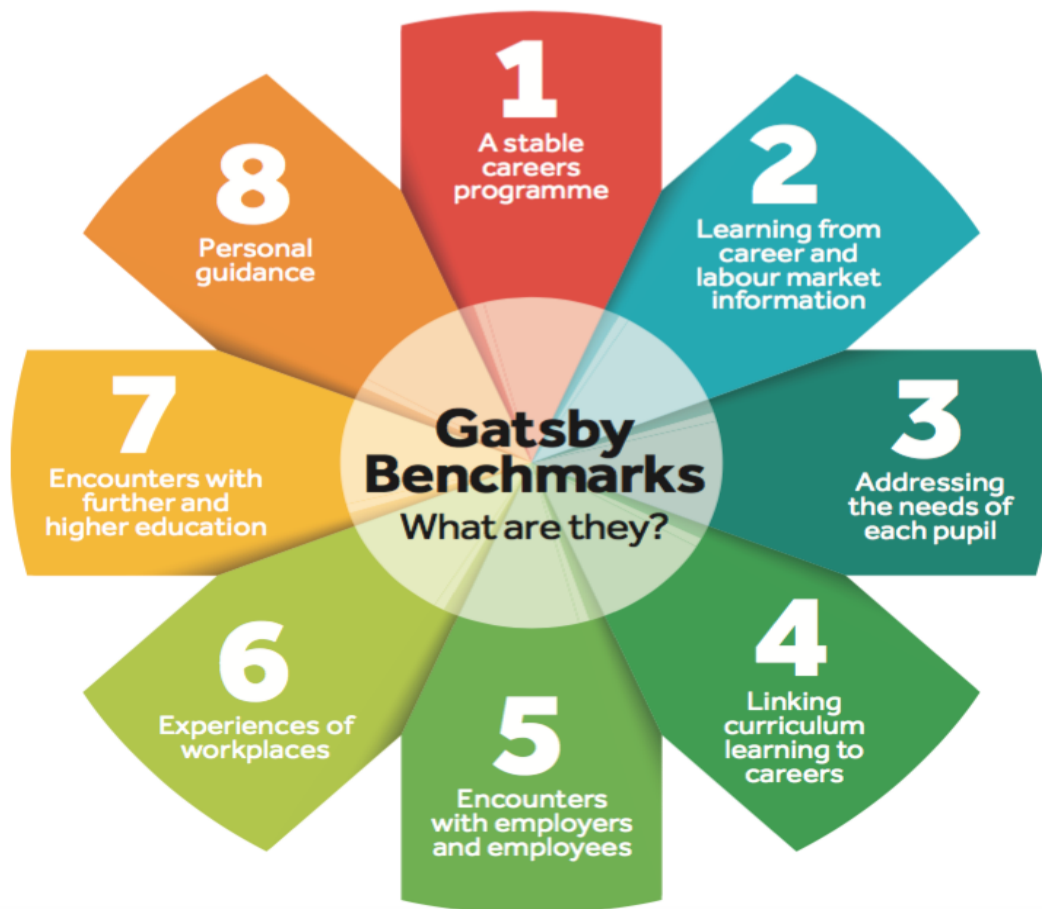 Gatsby
Benchmarks
What are they?
1
A stable
careers
programme
2
Learning from
career and
labour market
information
3
Addressing
the needs of
each pupil
4
Linking
curriculum
learning to
careers
5
Encounters
with employers
and employees
6
Experiences of
workplaces
7
Encounters with
further and
higher education
8
Personal
guidance